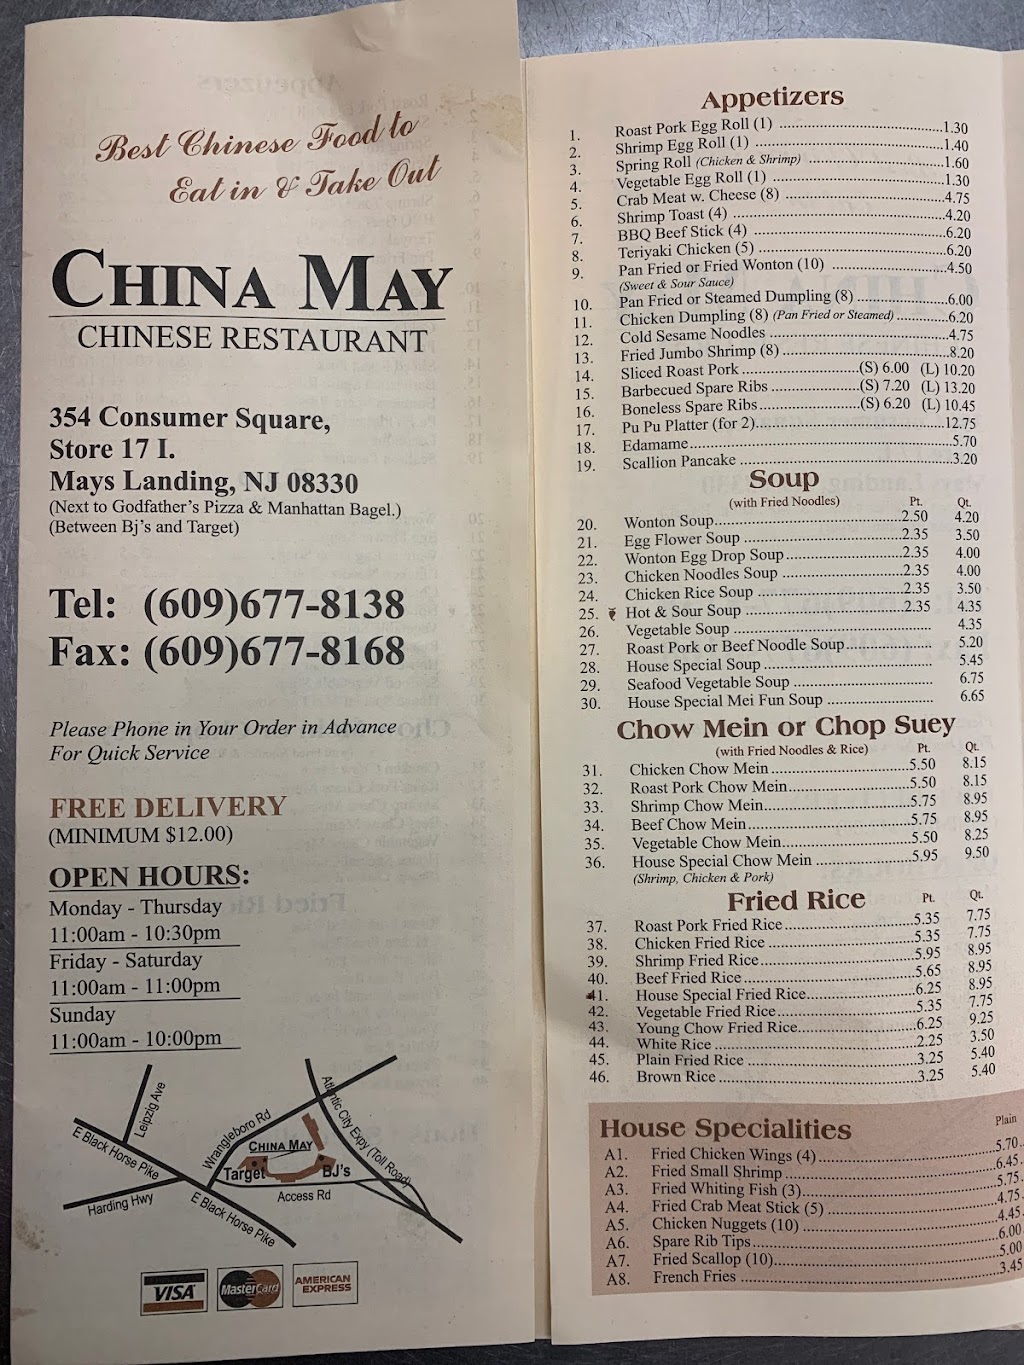 Best Chinese Food to
Eat in & Take Out
CHINA MAY
CHINESE RESTAURANT
354 Consumer Square,
Store 17 I.
Mays Landing, NJ 08330
(Next to Godfather's Pizza & Manhattan Bagel.)
(Between Bj's and Target)
Tel: (609)677-8138
Fax: (609)677-8168
Please Phone in Your Order in Advance
For Quick Service
FREE DELIVERY
(MINIMUM $12.00)
OPEN HOURS:
Monday - Thursday
11:00am - 10:30pm
Friday - Saturday
11:00am - 11:00pm
Sunday
11:00am - 10:00pm
Leipzig Ave
E Black Horse Pike
Harding Hwy
Wrangleboro Rd
Atlantic City Expy (Toll Road)
CHINA MAY
Target
BJ's
Access Rd
E Black Horse Pike
VISA
MasterCard
AMERICAN EXPRESS
Appetizers
1. Roast Pork Egg Roll (1) 1.30
2. Shrimp Egg Roll (1) 1.40
3. Spring Roll (Chicken & Shrimp) 1.60
4. Vegetable Egg Roll (1) 1.30
5. Crab Meat w. Cheese (8) 4.75
6. Shrimp Toast (4) 4.20
7. BBQ Beef Stick (4) 6.20
8. Teriyaki Chicken (5) 6.20
9. Pan Fried or Fried Wonton (10) 4.50
(Sweet & Sour Sauce)
10. Pan Fried or Steamed Dumpling (8) 6.00
11. Chicken Dumpling (8) (Pan Fried or Steamed) 6.20
12. Cold Sesame Noodles 4.75
13. Fried Jumbo Shrimp (8) 8.20
14. Sliced Roast Pork (S) 6.00 (L) 10.20
15. Barbecued Spare Ribs (S) 7.20 (L) 13.20
16. Boneless Spare Ribs (S) 6.20 (L) 10.45
17. Pu Pu Platter (for 2) 12.75
18. Edamame 5.70
19. Scallion Pancake 3.20
Soup
(with Fried Noodles) Pt. Qt.
20. Wonton Soup 2.50 4.20
21. Egg Flower Soup 2.35 3.50
22. Wonton Egg Drop Soup 2.35 4.00
23. Chicken Noodles Soup 2.35 4.00
24. Chicken Rice Soup 2.35 3.50
25. Hot & Sour Soup 2.35 4.35
26. Vegetable Soup 4.35
27. Roast Pork or Beef Noodle Soup 5.20
28. House Special Soup 5.45
29. Seafood Vegetable Soup 6.75
30. House Special Mei Fun Soup 6.65
Chow Mein or Chop Suey
(with Fried Noodles & Rice) Pt. Qt.
31. Chicken Chow Mein 5.50 8.15
32. Roast Pork Chow Mein 5.50 8.15
33. Shrimp Chow Mein 5.75 8.95
34. Beef Chow Mein 5.75 8.95
35. Vegetable Chow Mein 5.50 8.25
36. House Special Chow Mein 5.95 9.50
(Shrimp, Chicken & Pork)
Fried Rice Pt. Qt.
37. Roast Pork Fried Rice 5.35 7.75
38. Chicken Fried Rice 5.35 7.75
39. Shrimp Fried Rice 5.95 8.95
40. Beef Fried Rice 5.65 8.95
41. House Special Fried Rice 6.25 8.95
42. Vegetable Fried Rice 5.35 7.75
43. Young Chow Fried Rice 6.25 9.25
44. White Rice 2.25 3.50
45. Plain Fried Rice 3.25 5.40
46. Brown Rice 3.25 5.40
House Specialities Plain
A1. Fried Chicken Wings (4) 5.70
A2. Fried Small Shrimp 6.45
A3. Fried Whiting Fish (3) 5.75
A4. Fried Crab Meat Stick (5) 4.75
A5. Chicken Nuggets (10) 4.45
A6. Spare Rib Tips 6.00
A7. Fried Scallop (10) 5.00
A8. French Fries 3.45